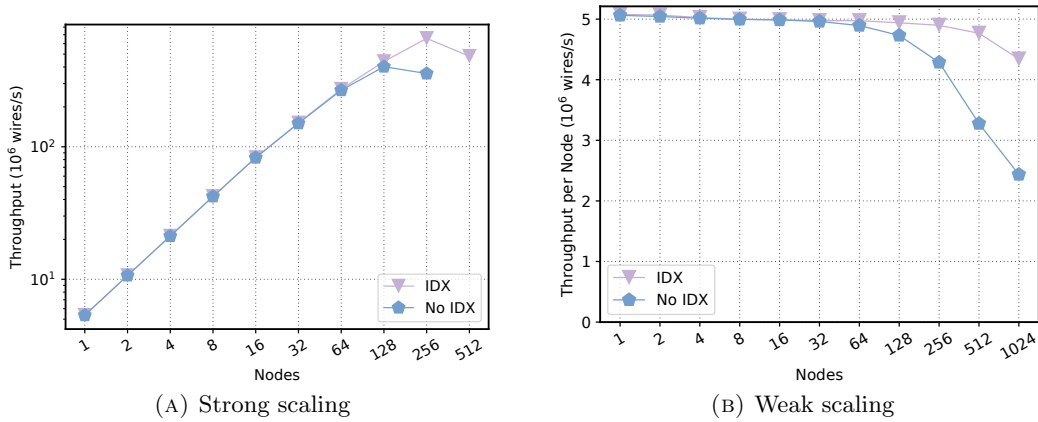 Throughput (10⁶ wires/s)
10²
10¹
IDX
No IDX
1 2 4 8 16 32 64 128 256 512
Nodes
(A) Strong scaling
Throughput per Node (10⁶ wires/s)
5
4
3
2
1
0
IDX
No IDX
1 2 4 8 16 32 64 128 256 512 1024
Nodes
(B) Weak scaling